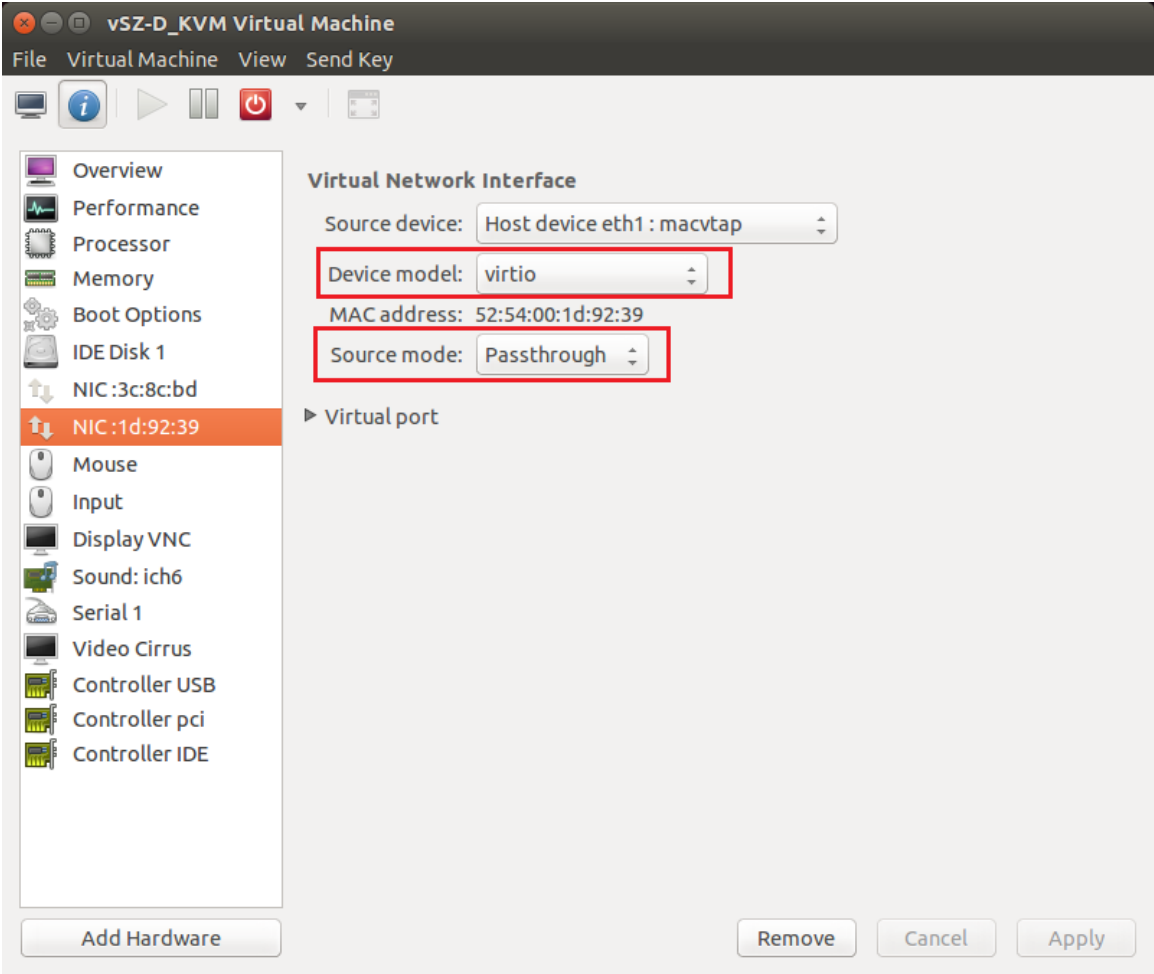 vSZ-D_KVM Virtual Machine
File Virtual Machine View Send Key
Overview
Performance
Processor
Memory
Boot Options
IDE Disk 1
NIC :3c:8c:bd
NIC :1d:92:39
Mouse
Input
Display VNC
Sound: ich6
Serial 1
Video Cirrus
Controller USB
Controller pci
Controller IDE
Add Hardware
Virtual Network Interface
Source device: Host device eth1 : macvtap
Device model: virtio
MAC address: 52:54:00:1d:92:39
Source mode: Passthrough
Virtual port
Remove Cancel Apply